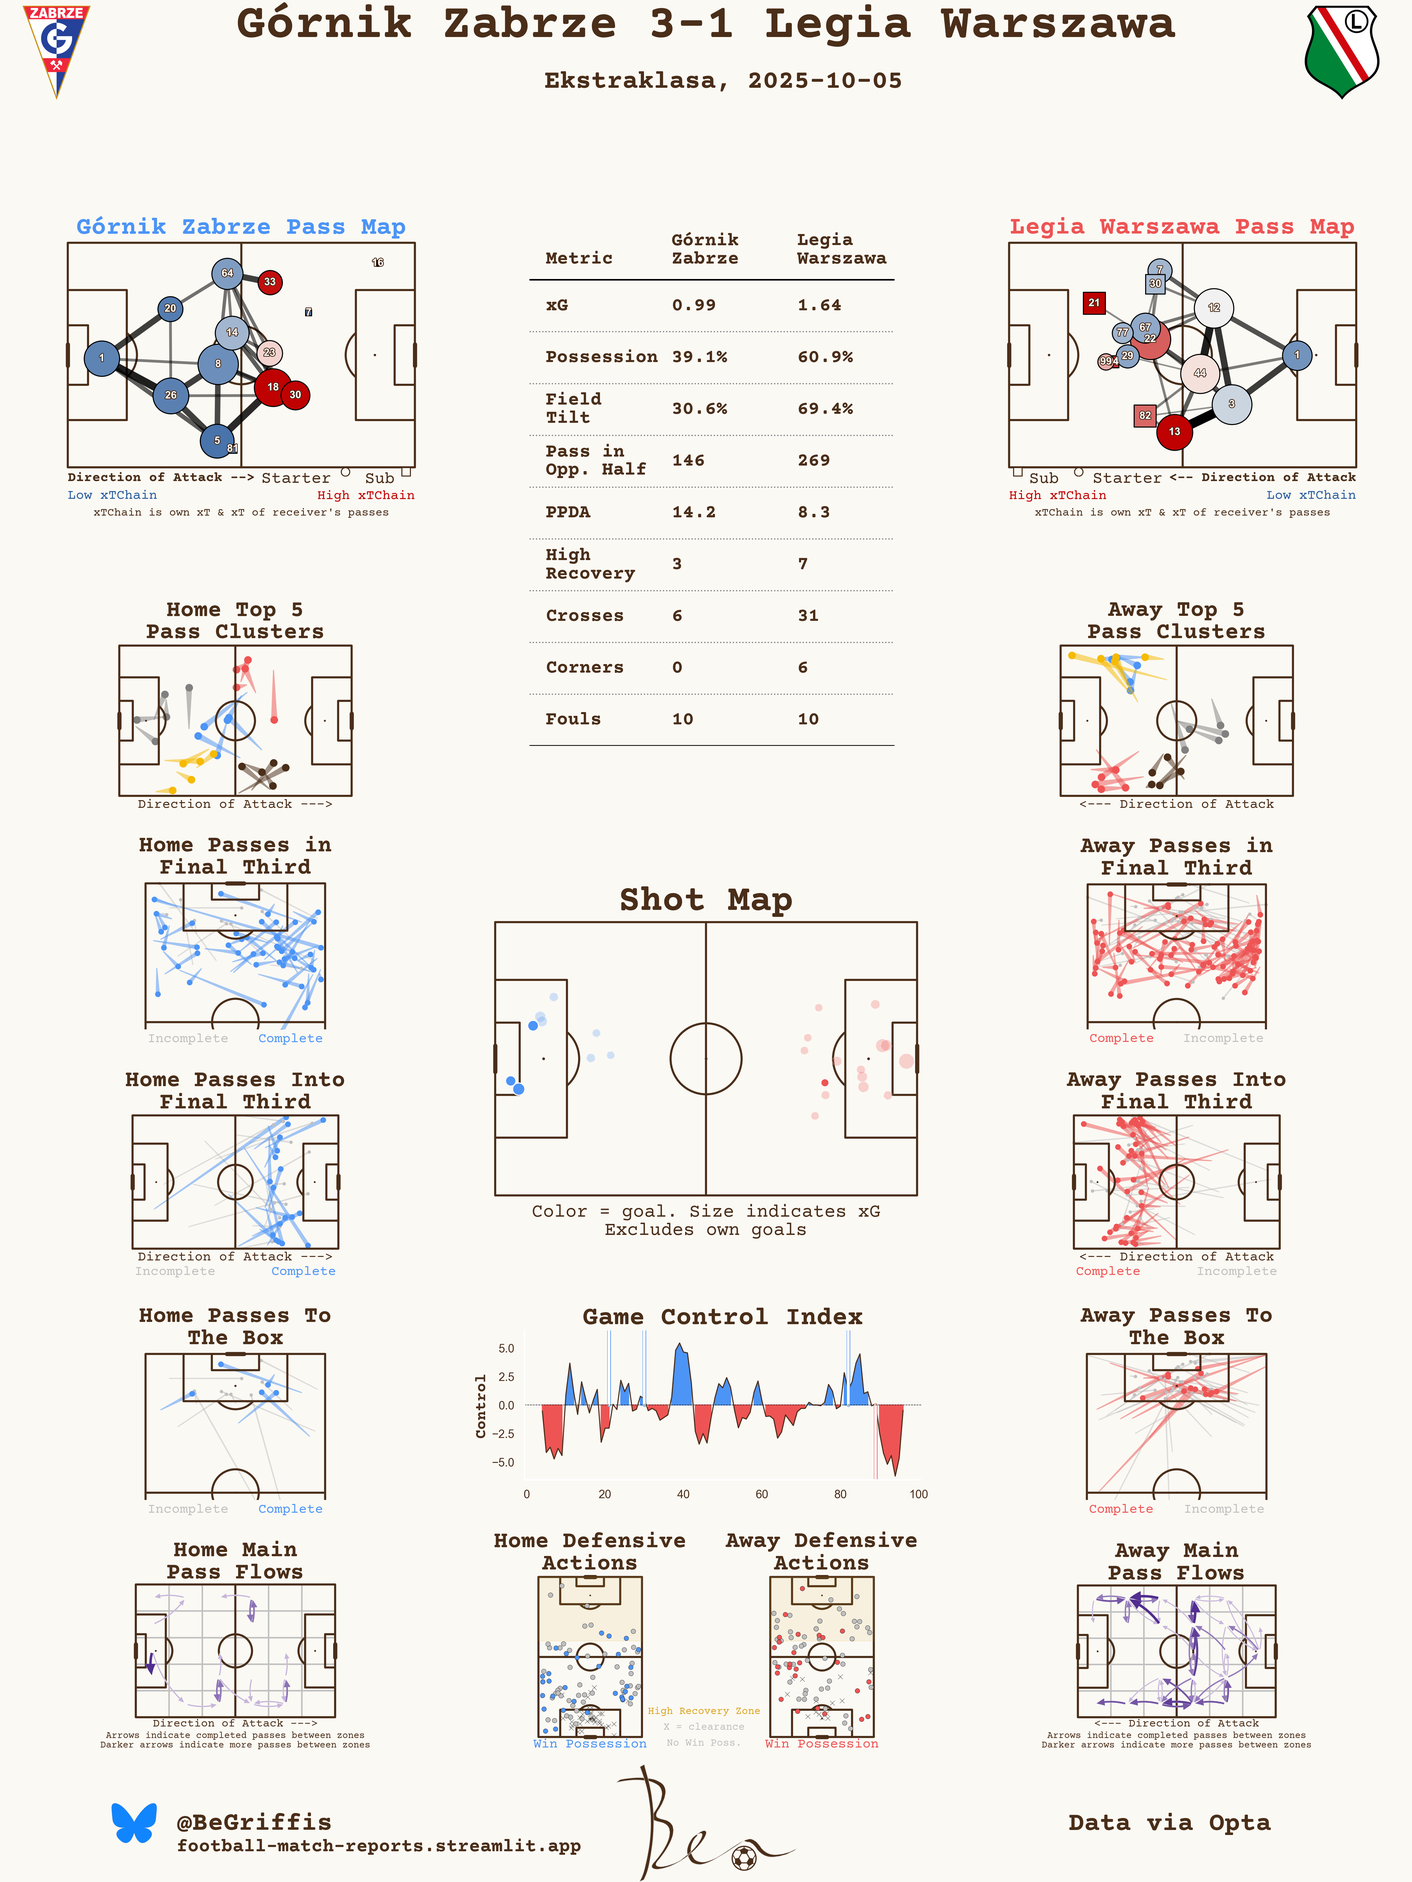 ZABRZE
G
L
Górnik Zabrze 3-1 Legia Warszawa
Ekstraklasa, 2025-10-05
Górnik Zabrze Pass Map
16
64
33
20
7
14
23
1
8
18
30
26
5
81
Direction of Attack --> Starter Sub
Low xTChain High xTChain
xTChain is own xT & xT of receiver's passes
Metric Górnik Zabrze Legia Warszawa
xG 0.99 1.64
Possession 39.1% 60.9%
Field Tilt 30.6% 69.4%
Pass in Opp. Half 146 269
PPDA 14.2 8.3
High Recovery 3 7
Crosses 6 31
Corners 0 6
Fouls 10 10
Legia Warszawa Pass Map
7
30
21
12
67
77
22
29
99
4
1
44
3
82
13
Sub Starter <-- Direction of Attack
High xTChain Low xTChain
xTChain is own xT & xT of receiver's passes
Home Top 5
Pass Clusters
Direction of Attack --->
Away Top 5
Pass Clusters
<--- Direction of Attack
Home Passes in
Final Third
Incomplete Complete
Away Passes in
Final Third
Complete Incomplete
Shot Map
Color = goal. Size indicates xG
Excludes own goals
Home Passes Into
Final Third
Direction of Attack --->
Incomplete Complete
Away Passes Into
Final Third
<--- Direction of Attack
Complete Incomplete
Home Passes To
The Box
Incomplete Complete
Game Control Index
Control
5.0
2.5
0.0
−2.5
−5.0
0 20 40 60 80 100
Away Passes To
The Box
Complete Incomplete
Home Main
Pass Flows
Direction of Attack --->
Arrows indicate completed passes between zones
Darker arrows indicate more passes between zones
Home Defensive
Actions
Win Possession
High Recovery Zone
X = clearance
No Win Poss.
Away Defensive
Actions
Win Possession
Away Main
Pass Flows
<--- Direction of Attack
Arrows indicate completed passes between zones
Darker arrows indicate more passes between zones
@BeGriffis
football-match-reports.streamlit.app
Ben
Data via Opta